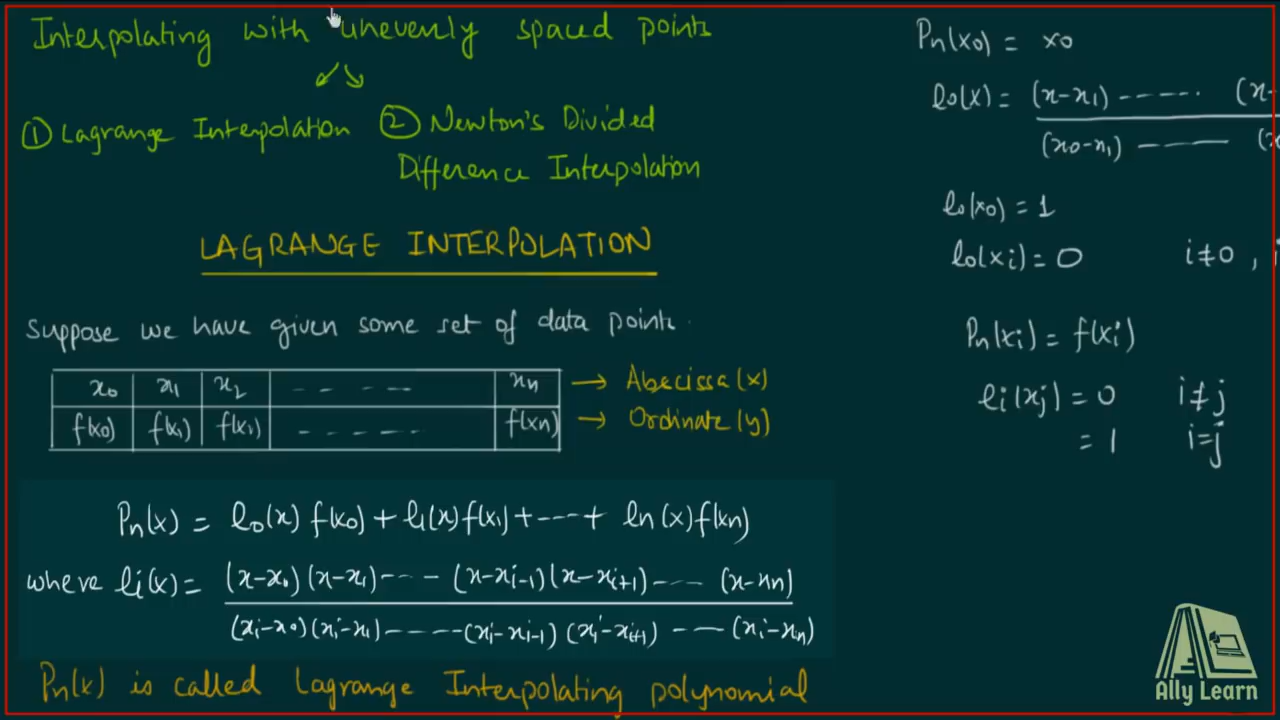 Interpolating with unevenly spaced points
↙↘
① Lagrange Interpolation ② Newton's Divided
Difference Interpolation
LAGRANGE INTERPOLATION
Suppose we have given some set of data points.
x0 x1 x2 -- --- xn → Abscissa(x)
f(x0) f(x1) f(x1) ------ f(xn) → Ordinate(y)
Pn(x) = l0(x) f(x0) + l1(x) f(x1) + ---- + ln(x) f(xn)
where li(x) = (x-x0)(x-x1)---- (x-xi-1)(x-xi+1)---- (x-xn)
(xi-x0)(xi-x1)------(xi-xi-1)(xi-xi+1) ---- (xi-xn)
Pn(x) is called Lagrange Interpolating polynomial
Pn(x0) = x0
l0(x) = (x-x1)------ (x-
(x0-x1) ------
l0(x0) = 1
l0(xi) = 0 i≠0 ,
Pn(xi) = f(xi)
li(xj) = 0 i≠j
= 1 i=j
Ally Learn